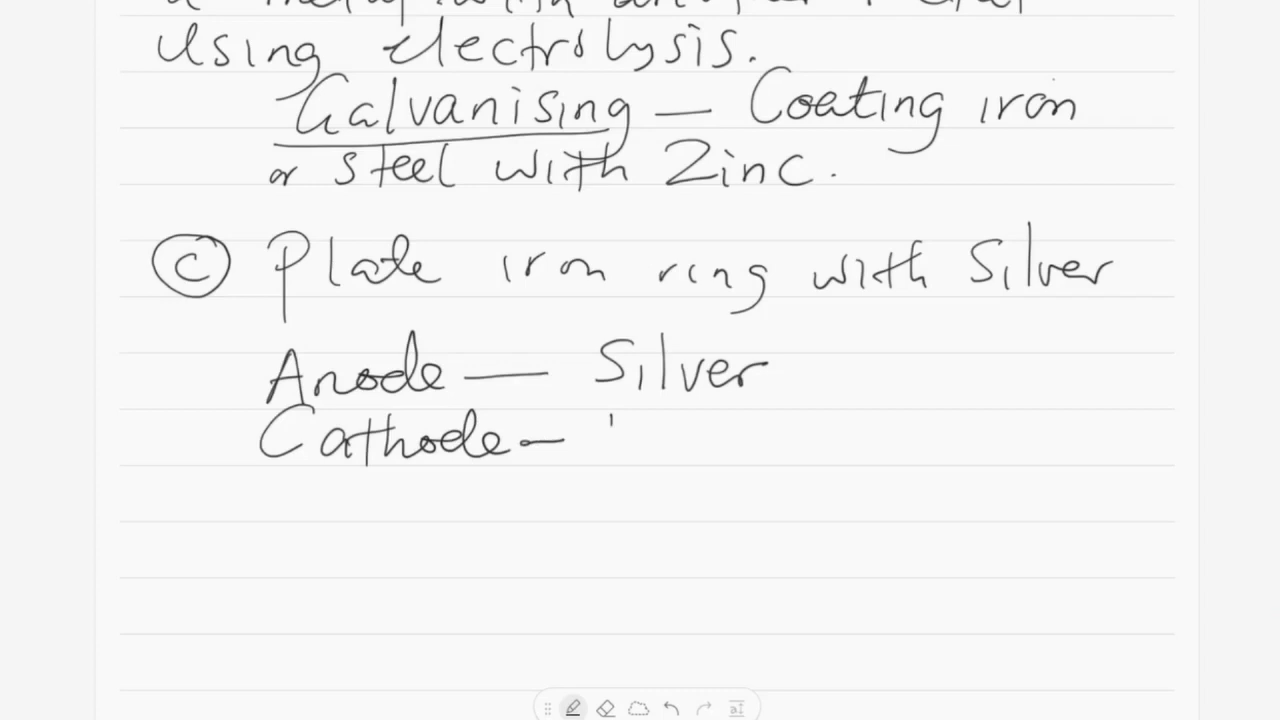 using electrolysis.
Galvanising — Coating iron
or steel with Zinc.
© Plate iron ring with Silver
Anode — Silver
Cathode –